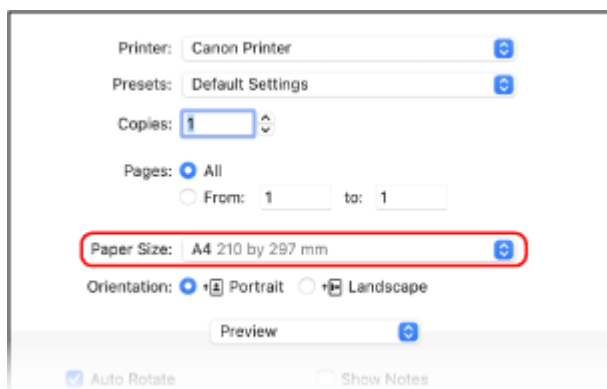 Printer: Canon Printer
Presets: Default Settings
Copies: 1
Pages: All
From: 1 to: 1
Paper Size: A4 210 by 297 mm
Orientation: Portrait Landscape
Preview
Auto Rotate Show Notes